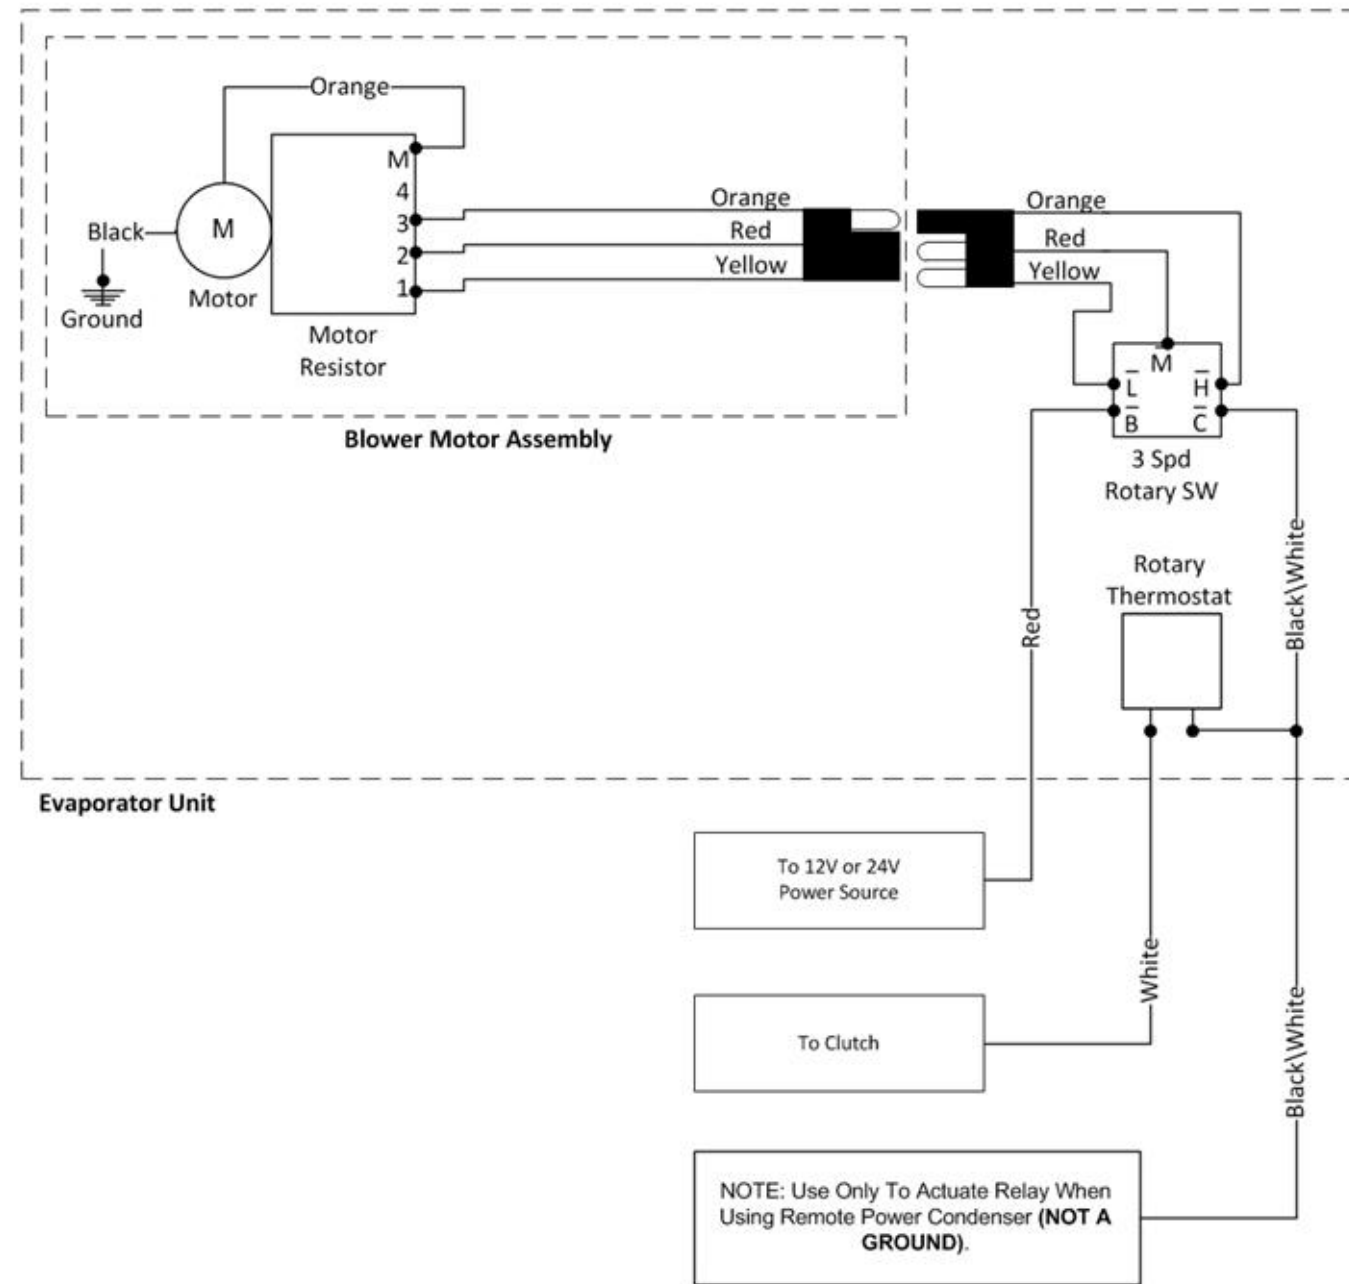 Orange
M
4
3
2
1
Black
M
Motor
Ground
Motor
Resistor
Orange
Red
Yellow
Orange
Red
Yellow
M
L
H
B
C
3 Spd
Rotary SW
Blower Motor Assembly
Rotary
Thermostat
Red
Black\White
Evaporator Unit
To 12V or 24V
Power Source
White
To Clutch
Black\White
NOTE: Use Only To Actuate Relay When
Using Remote Power Condenser (NOT A
GROUND).